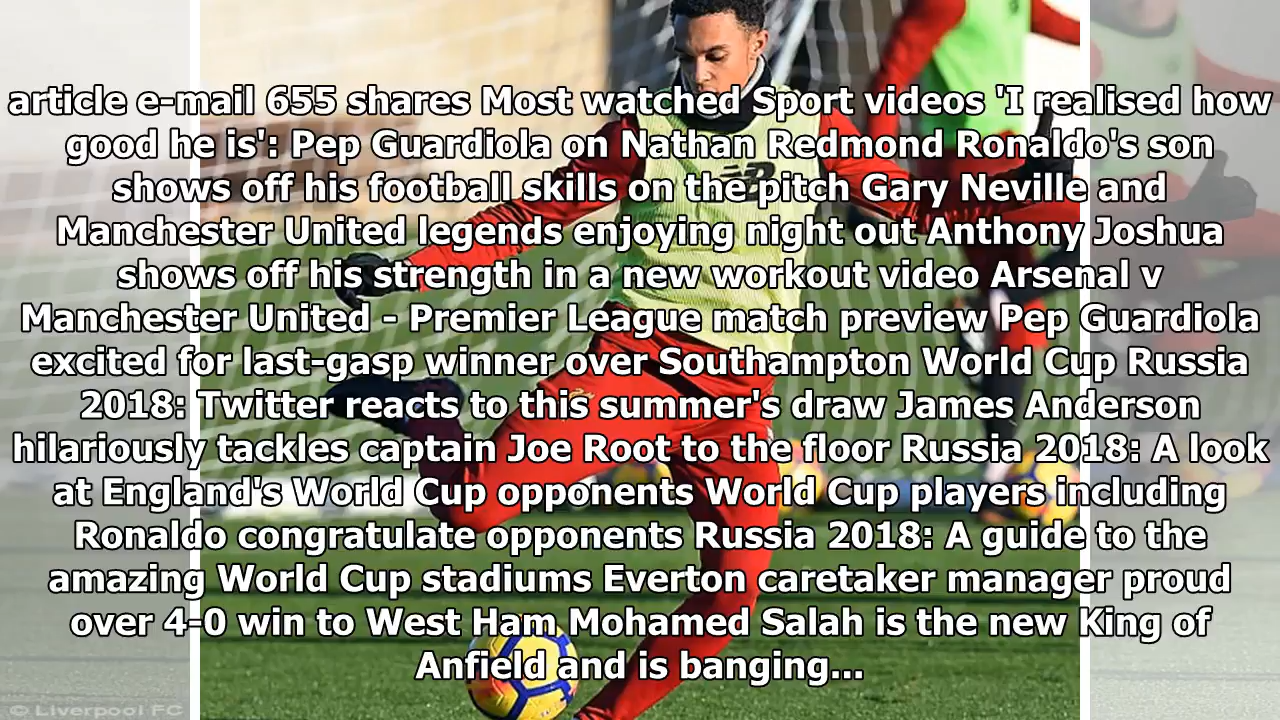 article e-mail 655 shares Most watched Sport videos 'I realised how
good he is': Pep Guardiola on Nathan Redmond Ronaldo's son
shows off his football skills on the pitch Gary Neville and
Manchester United legends enjoying night out Anthony Joshua
shows off his strength in a new workout video Arsenal v
Manchester United - Premier League match preview Pep Guardiola
excited for last-gasp winner over Southampton World Cup Russia
2018: Twitter reacts to this summer's draw James Anderson
hilariously tackles captain Joe Root to the floor Russia 2018: A look
at England's World Cup opponents World Cup players including
Ronaldo congratulate opponents Russia 2018: A guide to the
amazing World Cup stadiums Everton caretaker manager proud
over 4-0 win to West Ham Mohamed Salah is the new King of
Anfield and is banging...
© Liverpool FC